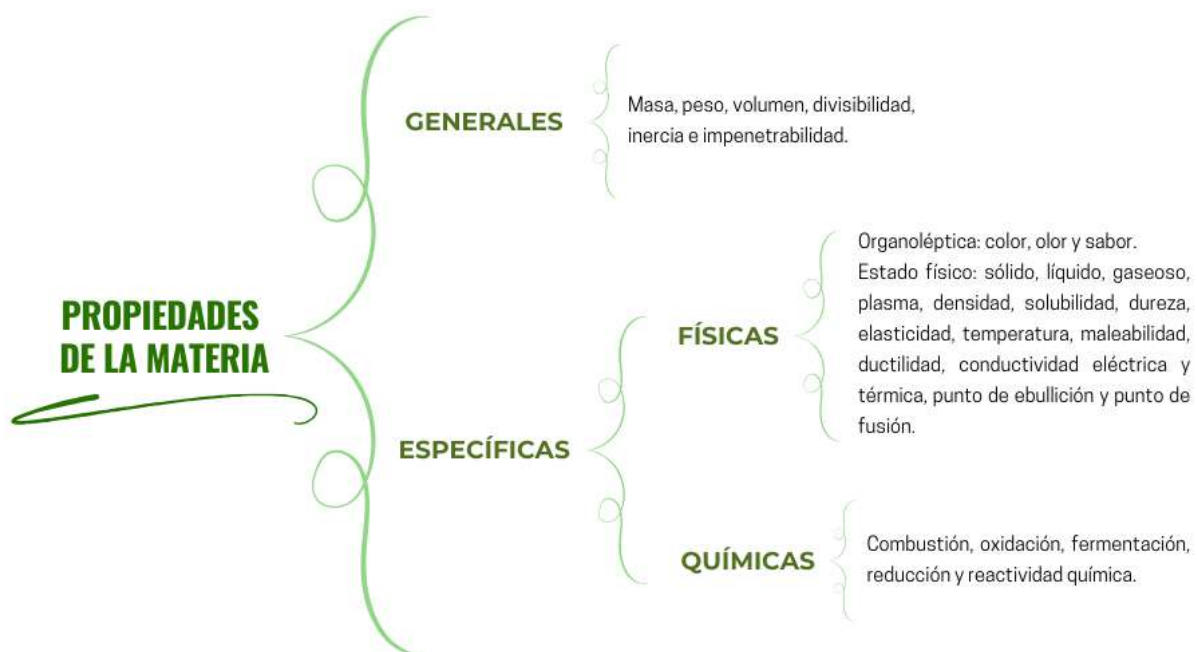 PROPIEDADES
DE LA MATERIA
GENERALES
Masa, peso, volumen, divisibilidad,
inercia e impenetrabilidad.
ESPECÍFICAS
FÍSICAS
Organoléptica: color, olor y sabor.
Estado físico: sólido, líquido, gaseoso,
plasma, densidad, solubilidad, dureza,
elasticidad, temperatura, maleabilidad,
ductilidad, conductividad eléctrica y
térmica, punto de ebullición y punto de
fusión.
QUÍMICAS
Combustión, oxidación, fermentación,
reducción y reactividad química.